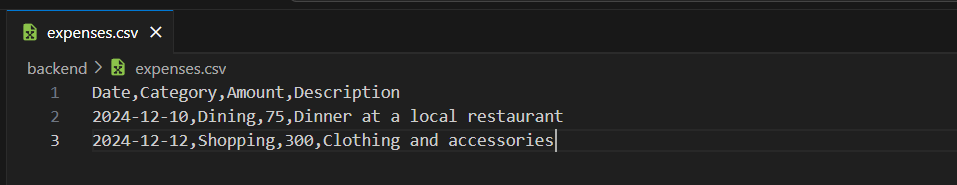 expenses.csv
backend > expenses.csv
1 Date,Category,Amount,Description
2 2024-12-10,Dining,75,Dinner at a local restaurant
3 2024-12-12,Shopping,300,Clothing and accessories